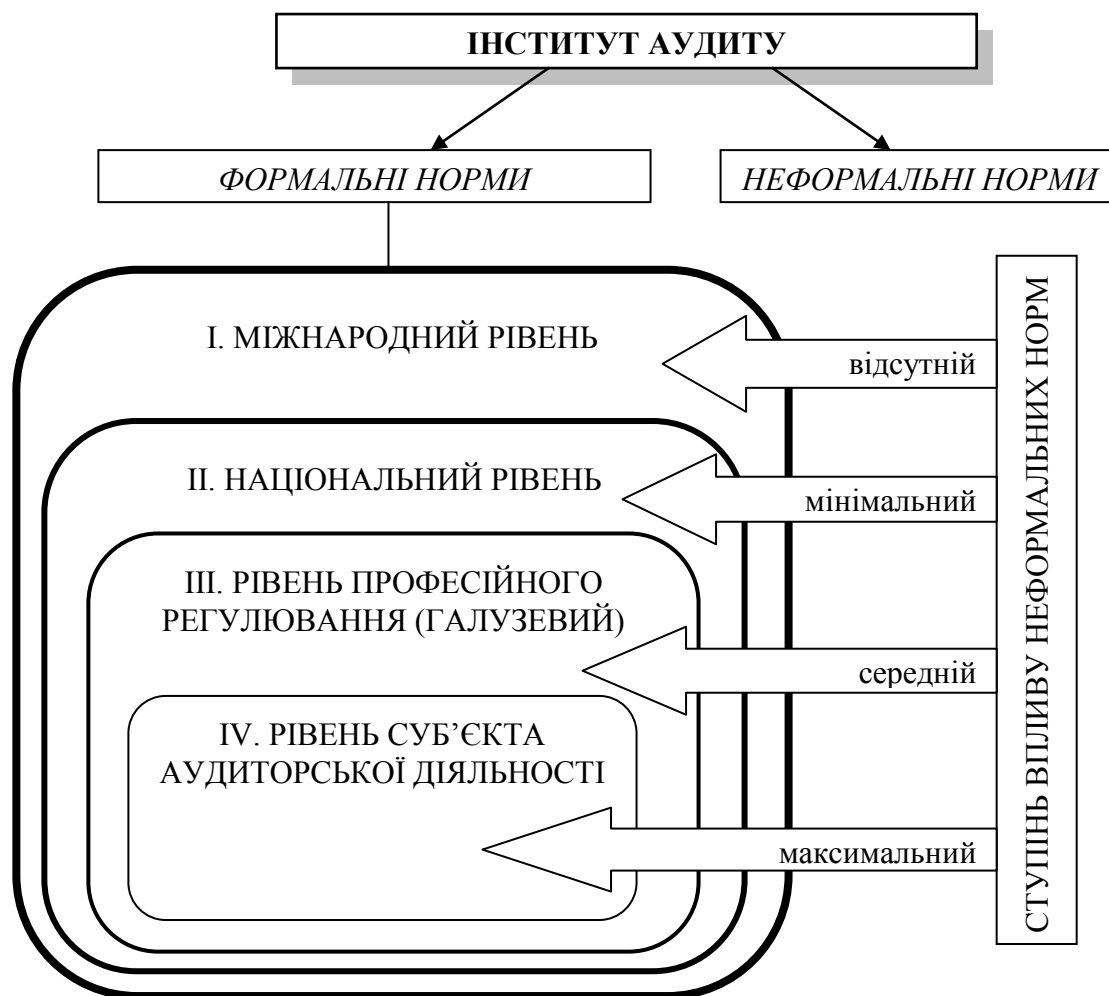 ІНСТИТУТ АУДИТУ
ФОРМАЛЬНІ НОРМИ
НЕФОРМАЛЬНІ НОРМИ
І. МІЖНАРОДНИЙ РІВЕНЬ
відсутній
ІІ. НАЦІОНАЛЬНИЙ РІВЕНЬ
мінімальний
ІІІ. РІВЕНЬ ПРОФЕСІЙНОГО
РЕГУЛЮВАННЯ (ГАЛУЗЕВИЙ)
середній
IV. РІВЕНЬ СУБ’ЄКТА
АУДИТОРСЬКОЇ ДІЯЛЬНОСТІ
максимальний
СТУПІНЬ ВПЛИВУ НЕФОРМАЛЬНИХ НОРМ